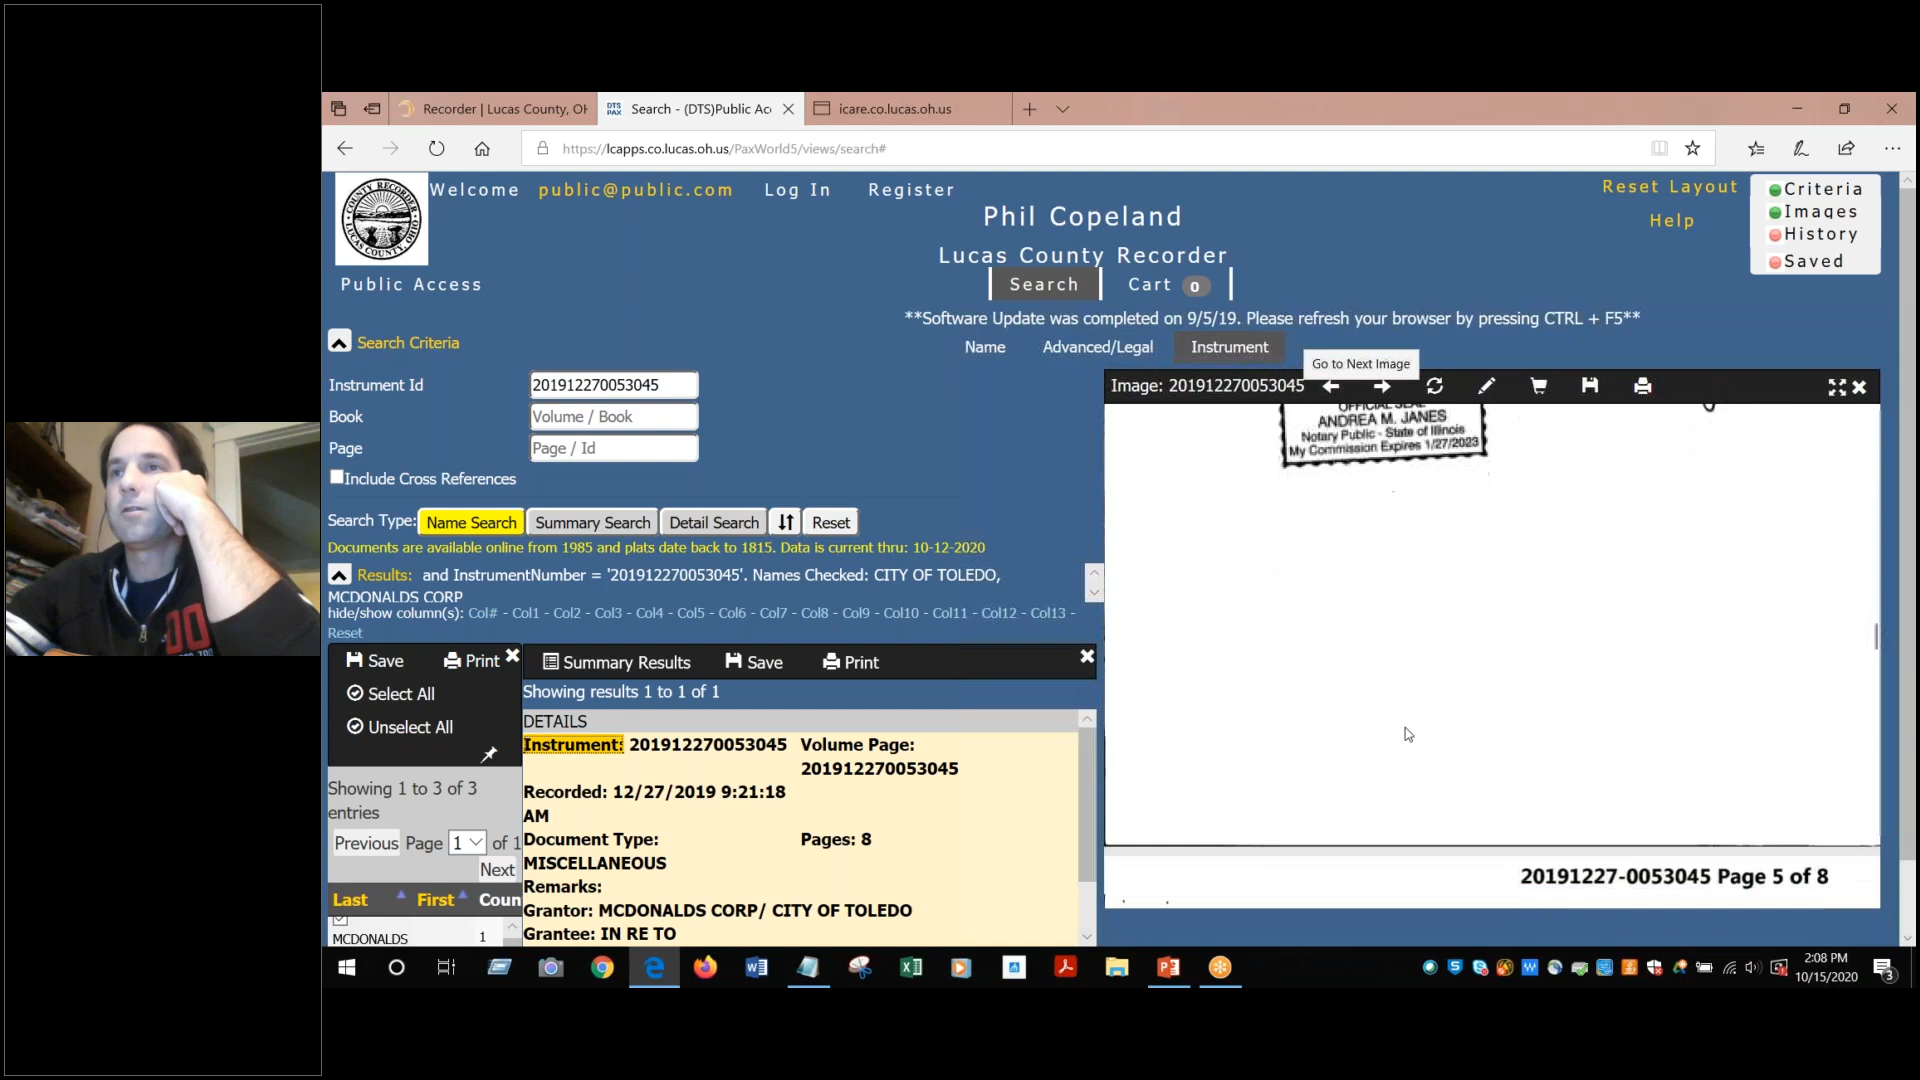 Recorder | Lucas County, OH
DTS PAX
Search - (DTS)Public Ac
icare.co.lucas.oh.us
https://lcapps.co.lucas.oh.us/PaxWorld5/views/search#
COUNTY RECORDER
LUCAS COUNTY, OHIO
Welcome public@public.com Log In Register
Reset Layout
Help
Criteria
Images
History
Saved
Phil Copeland
Lucas County Recorder
Public Access
Search
Cart 0
**Software Update was completed on 9/5/19. Please refresh your browser by pressing CTRL + F5**
Search Criteria
Name Advanced/Legal Instrument
Go to Next Image
Instrument Id 201912270053045
Book Volume / Book
Page Page / Id
Include Cross References
Search Type: Name Search Summary Search Detail Search Reset
Documents are available online from 1985 and plats date back to 1815. Data is current thru: 10-12-2020
Results: and InstrumentNumber = '201912270053045'. Names Checked: CITY OF TOLEDO,
MCDONALDS CORP
hide/show column(s): Col# - Col1 - Col2 - Col3 - Col4 - Col5 - Col6 - Col7 - Col8 - Col9 - Col10 - Col11 - Col12 - Col13 -
Reset
Save Print
Select All
Unselect All
Showing 1 to 3 of 3
entries
Previous Page 1 of 1
Next
Last First Coun
MCDONALDS 1
Summary Results Save Print
Showing results 1 to 1 of 1
DETAILS
Instrument: 201912270053045 Volume Page:
201912270053045
Recorded: 12/27/2019 9:21:18
AM
Document Type: Pages: 8
MISCELLANEOUS
Remarks:
Grantor: MCDONALDS CORP/ CITY OF TOLEDO
Grantee: IN RE TO
Image: 201912270053045
OFFICIAL SEAL
ANDREA M. JANES
Notary Public - State of Illinois
My Commission Expires 1/27/2023
20191227-0053045 Page 5 of 8
2:08 PM
10/15/2020
3